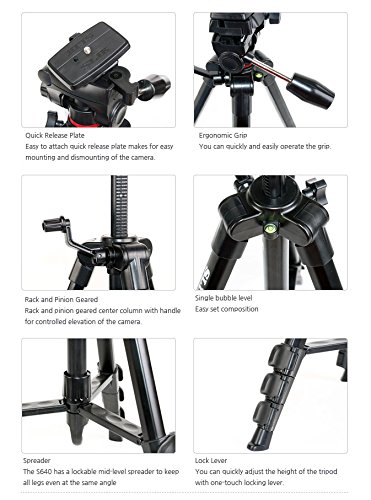 Quick Release Plate
Easy to attach quick release plate makes for easy
mounting and dismounting of the camera.
Ergonomic Grip
You can quickly and easily operate the grip.
Rack and Pinion Geared
Rack and pinion geared center column with handle
for controlled elevation of the camera.
Single bubble level
Easy set composition
Spreader
The S640 has a lockable mid-level spreader to keep
all legs even at the same angle
Lock Lever
You can quickly adjust the height of the tripod
with one-touch locking lever.